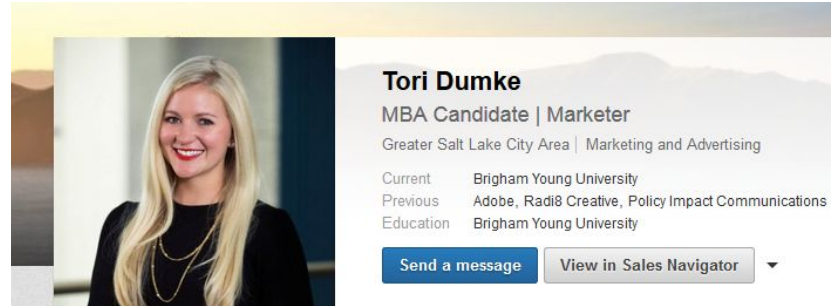 Tori Dumke
MBA Candidate | Marketer
Greater Salt Lake City Area | Marketing and Advertising
Current Brigham Young University
Previous Adobe, Radi8 Creative, Policy Impact Communications
Education Brigham Young University
Send a message View in Sales Navigator